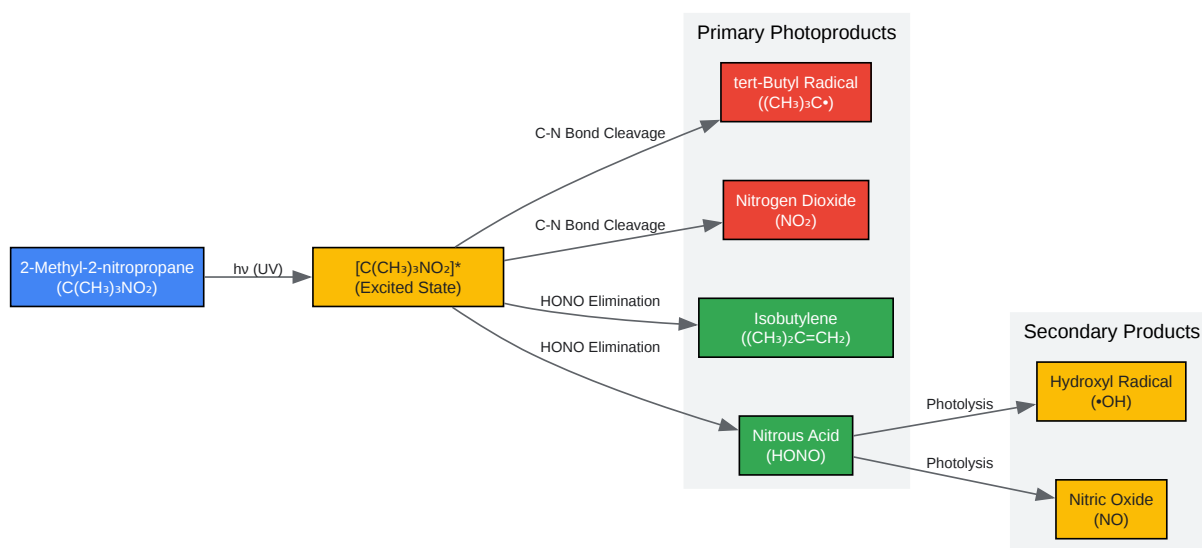 Primary Photoproducts
tert-Butyl Radical
((CH₃)₃C•)
C-N Bond Cleavage
Nitrogen Dioxide
(NO₂)
C-N Bond Cleavage
2-Methyl-2-nitropropane
(C(CH₃)₃NO₂)
hν (UV)
[C(CH₃)₃NO₂]*
(Excited State)
HONO Elimination
Isobutylene
((CH₃)₂C=CH₂)
HONO Elimination
Nitrous Acid
(HONO)
Secondary Products
Hydroxyl Radical
(•OH)
Photolysis
Photolysis
Nitric Oxide
(NO)